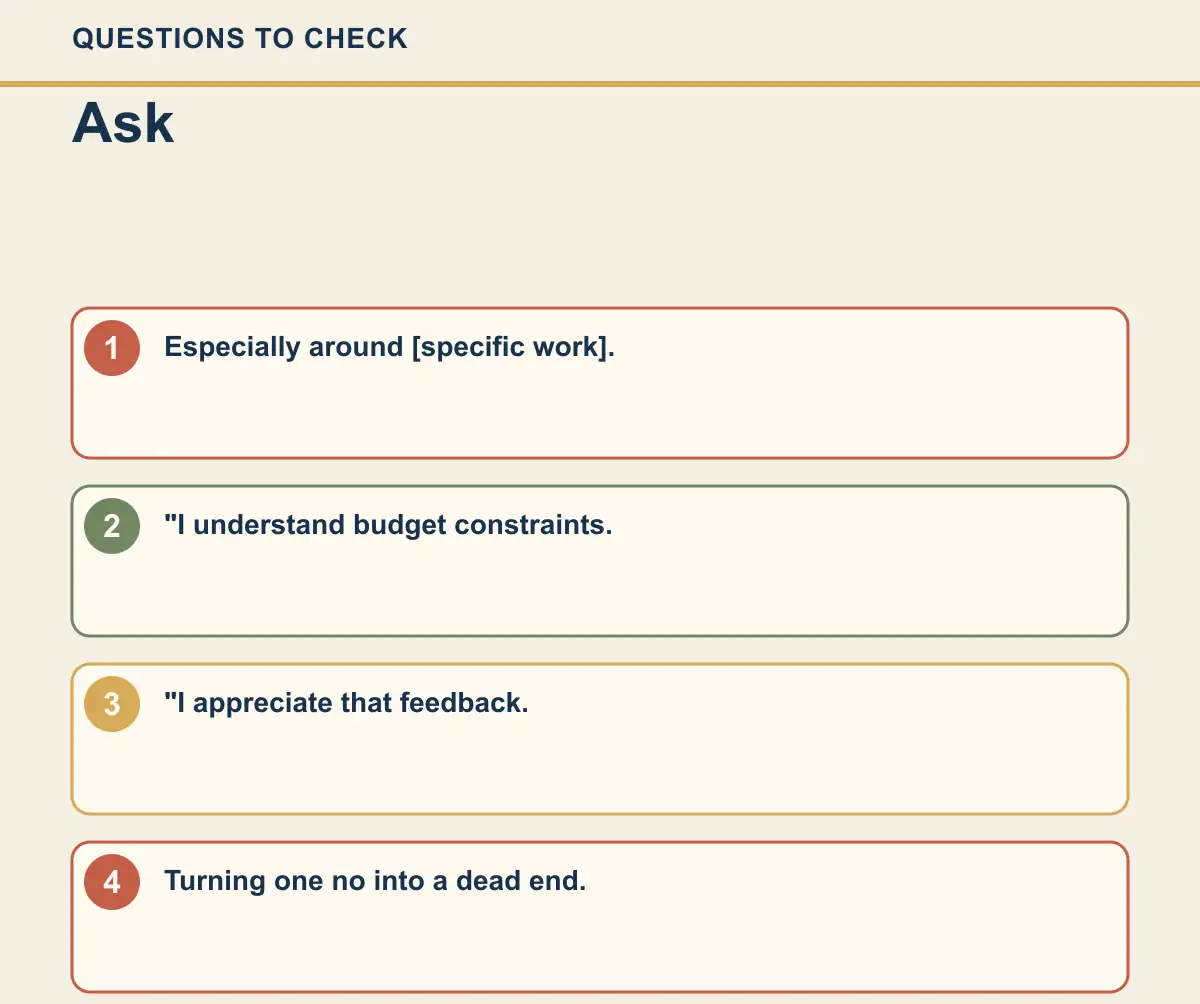 QUESTIONS TO CHECK
Ask
1 Especially around [specific work].
2 "I understand budget constraints.
3 "I appreciate that feedback.
4 Turning one no into a dead end.